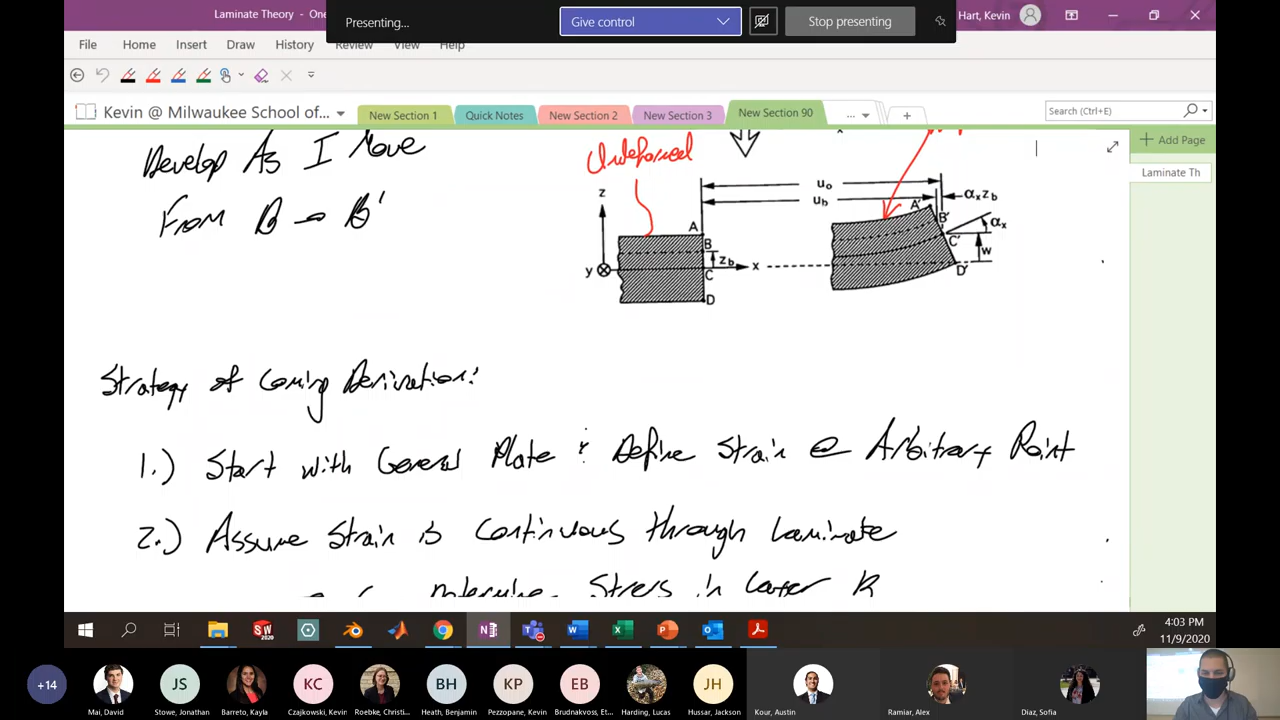 Laminate Theory - One
Presenting...
Give control
Stop presenting
Hart, Kevin
File Home Insert Draw History Review View Help
Kevin @ Milwaukee School of...
New Section 1 Quick Notes New Section 2 New Section 3 New Section 90 ...
Search (Ctrl+E)
Add Page
Laminate Th
Develop As I Move
From B → B'
Undeformed
z
y
x
A
B
C
D
z_b
u_o
u_b
α_x z_b
A'
B'
C'
D'
α_x
w
Strategy of Coming Derivation:
1.) Start with General Plate & Define Strain @ Arbitrary Point
2.) Assume Strain is Continuous through Laminate
Stress in Layer K
4:03 PM
11/9/2020
+14
JS
KC
BH
KP
EB
JH
Mai, David
Stowe, Jonathan
Barreto, Kayla
Czajkowski, Kevin
Roebke, Christi...
Heath, Benjamin
Pezzopane, Kevin
Brudnakvoss, Et...
Harding, Lucas
Hussar, Jackson
Kour, Austin
Ramiar, Alex
Diaz, Sofia